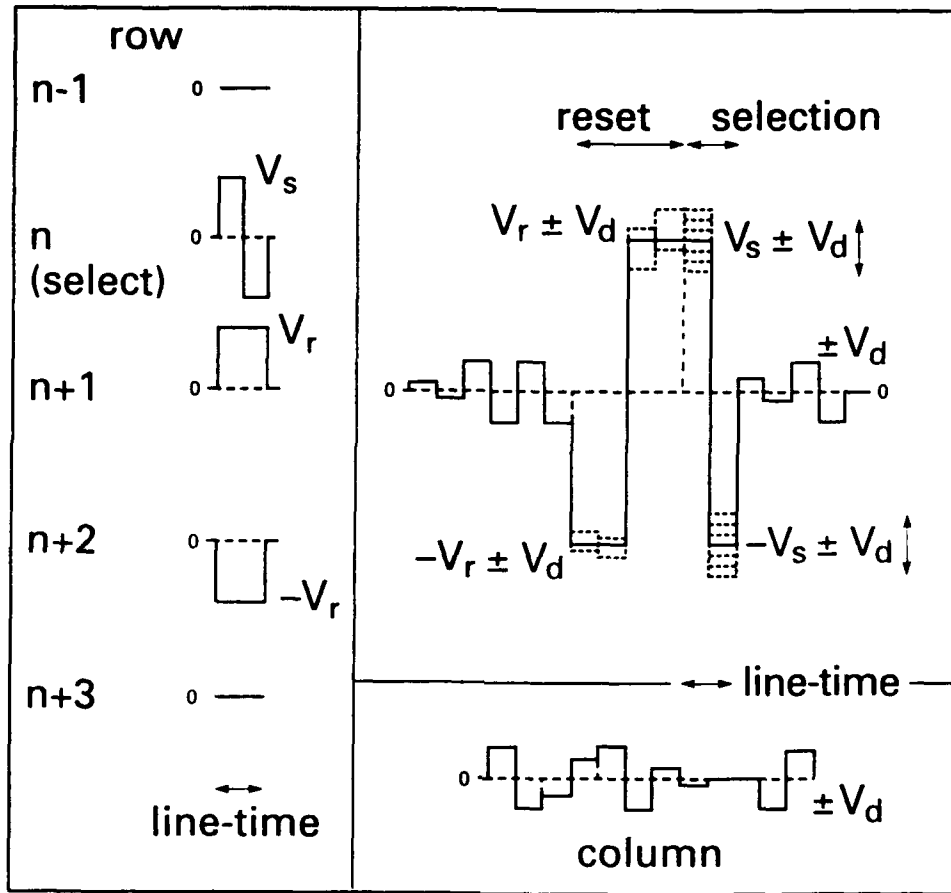 row
n-1
0
V_s
n
0
(select)
V_r
n+1
0
n+2
0
–V_r
n+3
0
line-time
reset
selection
V_r ± V_d
V_s ± V_d
± V_d
0
0
–V_r ± V_d
–V_s ± V_d
line-time
0
± V_d
column